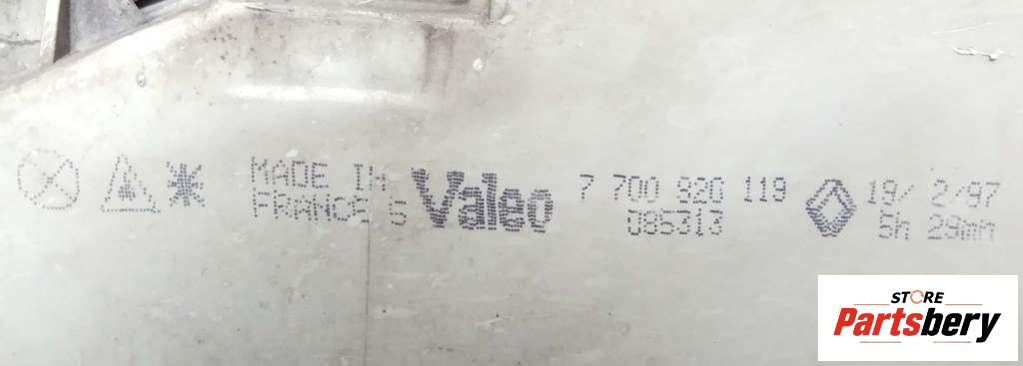 MADE IN
FRANCE 6
Valeo
7 700 820 119
085313
19/ 2/97
5h 29mn
STORE
Partsbery